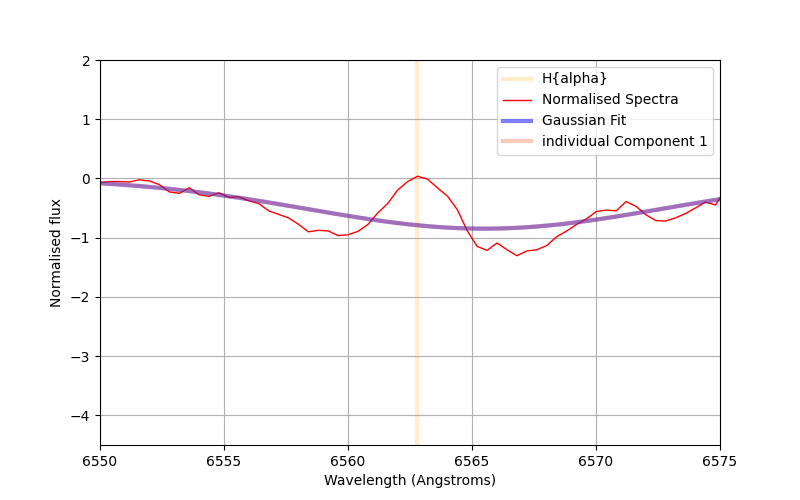 2
1
0
−1
−2
−3
−4
Normalised flux
H{alpha}
Normalised Spectra
Gaussian Fit
individual Component 1
6550 6555 6560 6565 6570 6575
Wavelength (Angstroms)